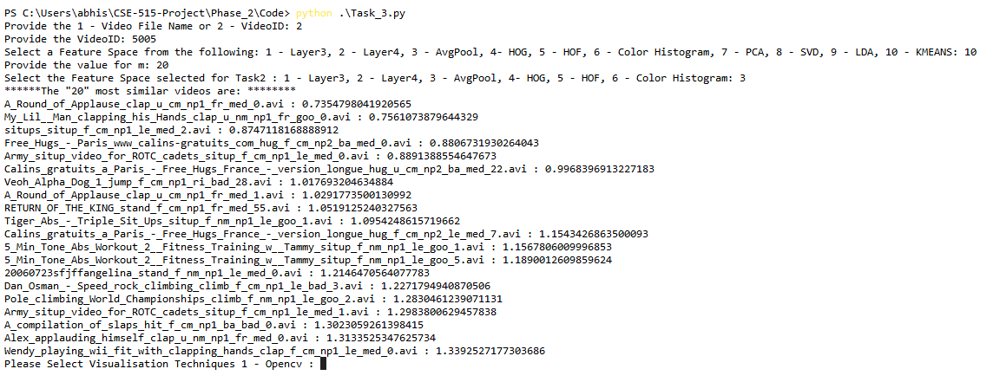 PS C:\Users\abhis\CSE-515-Project\Phase_2\Code> python .\Task_3.py
Provide the 1 - Video File Name or 2 - VideoID: 2
Provide the VideoID: 5005
Select a Feature Space from the following: 1 - Layer3, 2 - Layer4, 3 - AvgPool, 4- HOG, 5 - HOF, 6 - Color Histogram, 7 - PCA, 8 - SVD, 9 - LDA, 10 - KMEANS: 10
Provide the value for m: 20
Select the Feature Space selected for Task2 : 1 - Layer3, 2 - Layer4, 3 - AvgPool, 4- HOG, 5 - HOF, 6 - Color Histogram: 3
******The "20" most similar videos are: ********
A_Round_of_Applause_clap_u_cm_np1_fr_med_0.avi : 0.7354798041920565
My_Lil__Man_clapping_his_Hands_clap_u_nm_np1_fr_goo_0.avi : 0.7561073879644329
situps_situp_f_cm_np1_le_med_2.avi : 0.8747118168888912
Free_Hugs_-_Paris_www_calins-gratuits_com_hug_f_cm_np2_ba_med_0.avi : 0.8806731930264043
Army_situp_video_for_ROTC_cadets_situp_f_cm_np1_le_med_0.avi : 0.8891388554647673
Calins_gratuits_a_Paris_-_Free_Hugs_France_-_version_longue_hug_u_cm_np2_ba_med_22.avi : 0.9968396913227183
Veoh_Alpha_Dog_1_jump_f_cm_np1_ri_bad_28.avi : 1.017693204634884
A_Round_of_Applause_clap_u_cm_np1_fr_med_1.avi : 1.0291773500130992
RETURN_OF_THE_KING_stand_f_cm_np1_fr_med_55.avi : 1.0519125240327563
Tiger_Abs_-_Triple_Sit_Ups_situp_f_nm_np1_le_goo_1.avi : 1.0954248615719662
Calins_gratuits_a_Paris_-_Free_Hugs_France_-_version_longue_hug_f_cm_np2_le_med_7.avi : 1.1543426863500093
5_Min_Tone_Abs_Workout_2__Fitness_Training_w__Tammy_situp_f_nm_np1_le_goo_1.avi : 1.1567806009996853
5_Min_Tone_Abs_Workout_2__Fitness_Training_w__Tammy_situp_f_nm_np1_le_goo_5.avi : 1.1890012609859624
20060723sfjffangelina_stand_f_nm_np1_le_med_0.avi : 1.2146470564077783
Dan_Osman_-_Speed_rock_climbing_climb_f_cm_np1_le_bad_3.avi : 1.2271794940870506
Pole_climbing_World_Championships_climb_f_nm_np1_le_goo_2.avi : 1.2830461239071131
Army_situp_video_for_ROTC_cadets_situp_f_cm_np1_le_med_1.avi : 1.2983800629457838
A_compilation_of_slaps_hit_f_cm_np1_ba_bad_0.avi : 1.3023059261398415
Alex_applauding_himself_clap_u_nm_np1_fr_med_0.avi : 1.3133525347625734
Wendy_playing_wii_fit_with_clapping_hands_clap_f_cm_np1_le_med_0.avi : 1.3392527177303686
Please Select Visualisation Techniques 1 - Opencv :